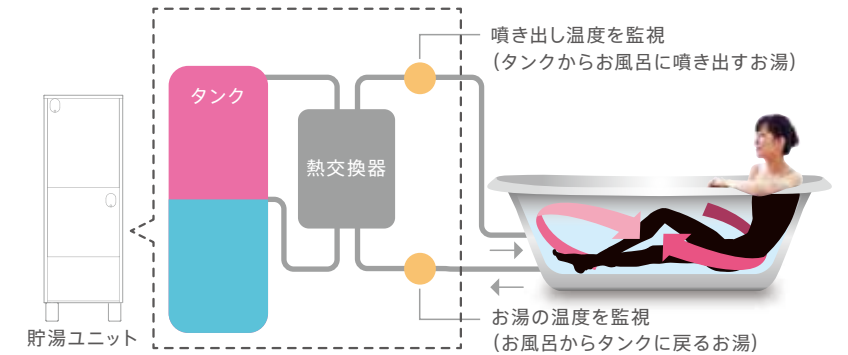 噴き出し温度を監視
（タンクからお風呂に噴き出すお湯）
タンク
熱交換器
貯湯ユニット
お湯の温度を監視
（お風呂からタンクに戻るお湯）